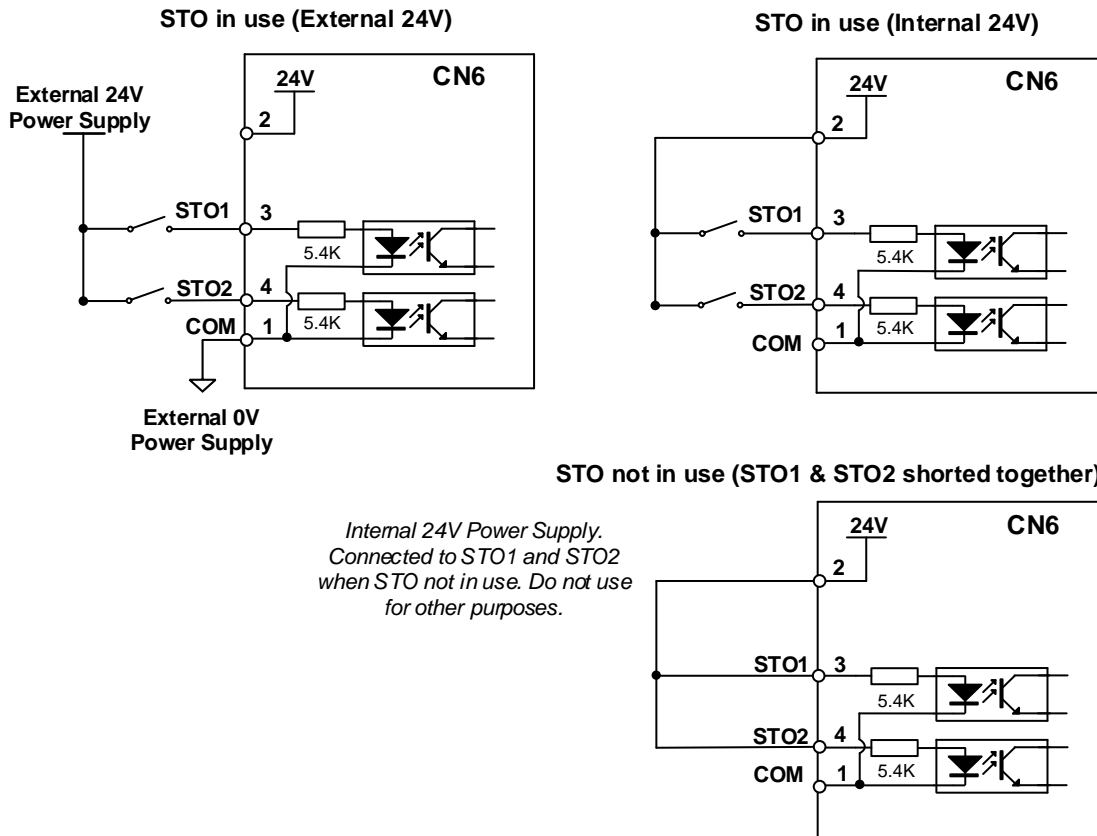 STO in use (External 24V)
External 24V
Power Supply
24V
CN6
2
STO1
3
5.4K
STO2
4
5.4K
COM
1
External 0V
Power Supply
STO in use (Internal 24V)
24V
CN6
2
STO1
3
5.4K
STO2
4
5.4K
COM
1
STO not in use (STO1 & STO2 shorted together)
Internal 24V Power Supply.
Connected to STO1 and STO2
when STO not in use. Do not use
for other purposes.
24V
CN6
2
STO1
3
5.4K
STO2
4
5.4K
COM
1